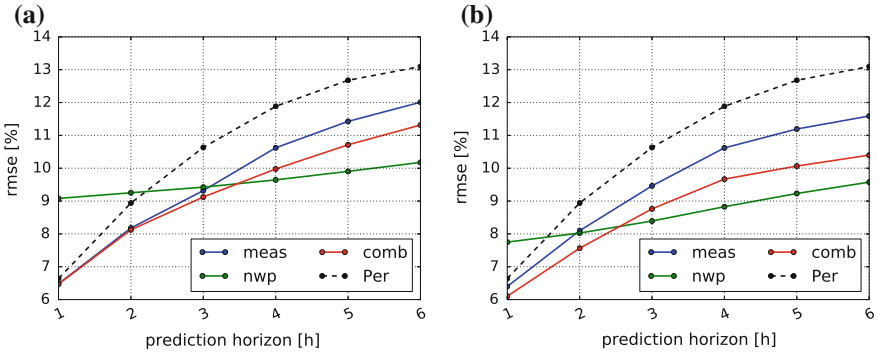 (a)
rmse [%]
14
13
12
11
10
9
8
7
6
meas
comb
nwp
Per
1
2
3
4
5
6
prediction horizon [h]
(b)
rmse [%]
14
13
12
11
10
9
8
7
6
meas
comb
nwp
Per
1
2
3
4
5
6
prediction horizon [h]